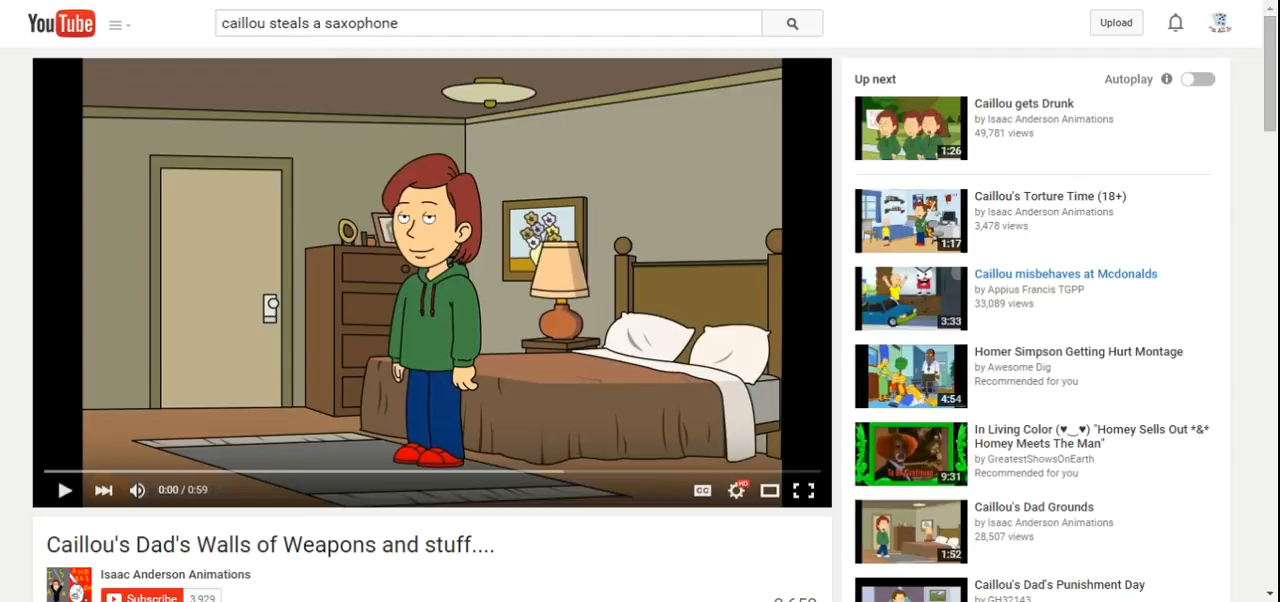 YouTube
caillou steals a saxophone
Upload
Up next
Autoplay
1:26
Caillou gets Drunk
by Isaac Anderson Animations
49,781 views
1:17
Caillou's Torture Time (18+)
by Isaac Anderson Animations
3,478 views
3:33
Caillou misbehaves at Mcdonalds
by Appius Francis TGPP
33,089 views
4:54
Homer Simpson Getting Hurt Montage
by Awesome Dig
Recommended for you
9:31
In Living Color (♥‿♥) "Homey Sells Out *&*
Homey Meets The Man"
by GreatestShowsOnEarth
Recommended for you
1:52
Caillou's Dad Grounds
by Isaac Anderson Animations
28,507 views
Caillou's Dad's Punishment Day
by GH32143
0:00 / 0:59
CC
HD
Caillou's Dad's Walls of Weapons and stuff....
Isaac Anderson Animations
Subscribe
3,929